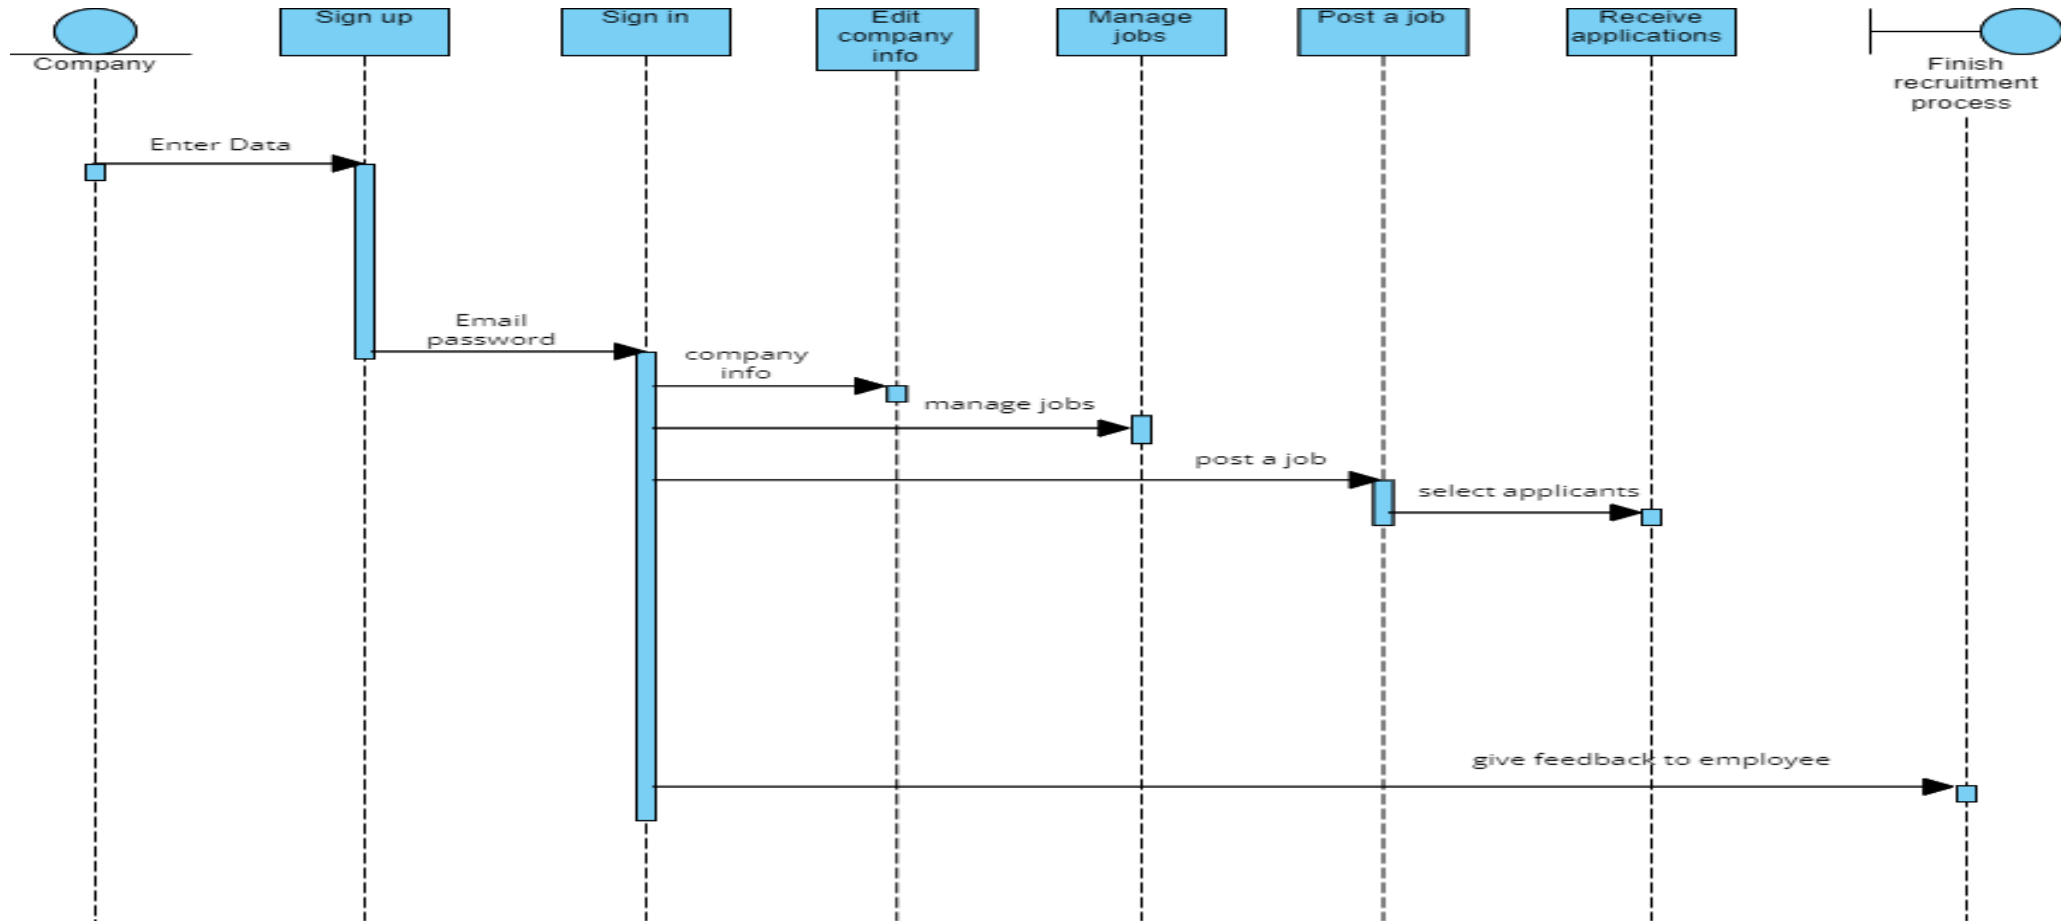 Company
Sign up
Sign in
Edit
company
info
Manage
jobs
Post a job
Receive
applications
Finish
recruitment
process
Enter Data
Email
password
company
info
manage jobs
post a job
select applicants
give feedback to employee